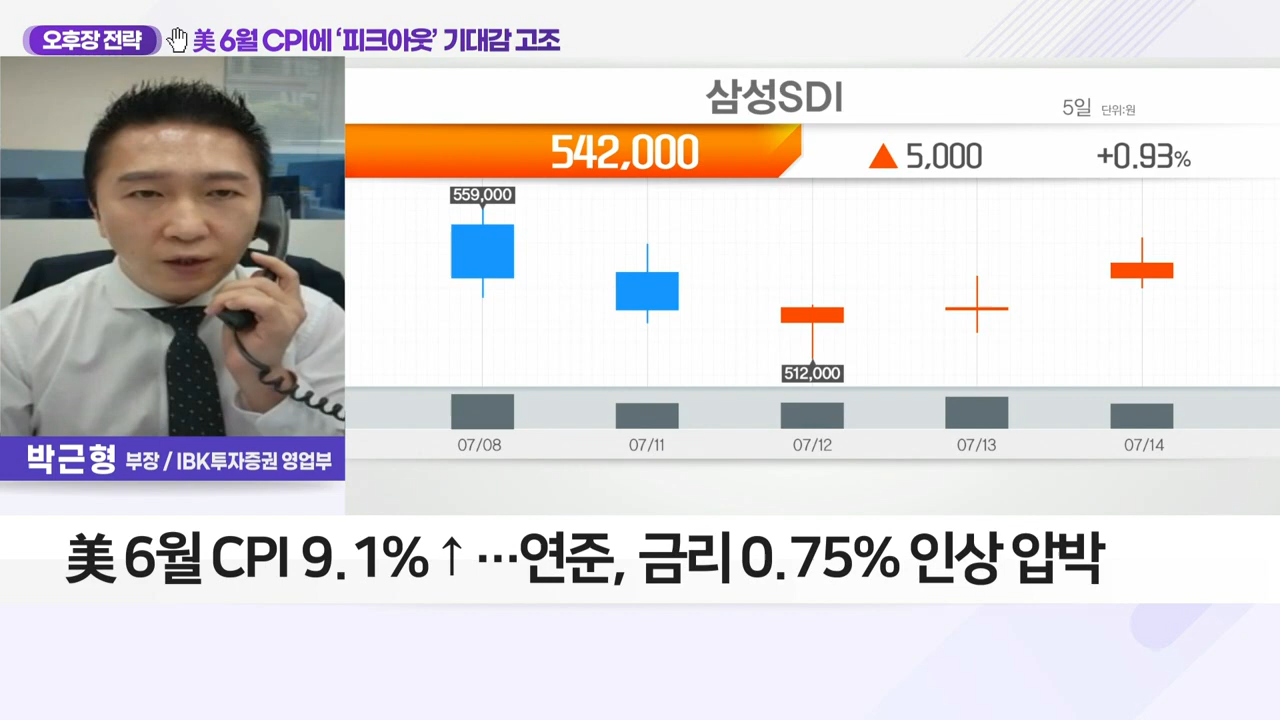 오후장 전략 美 6월 CPI에 ‘피크아웃’ 기대감 고조
삼성SDI
5일 단위:원
542,000 ▲ 5,000 +0.93%
559,000
512,000
07/08 07/11 07/12 07/13 07/14
박근형 부장 / IBK투자증권 영업부
美 6월 CPI 9.1%↑…연준, 금리 0.75% 인상 압박